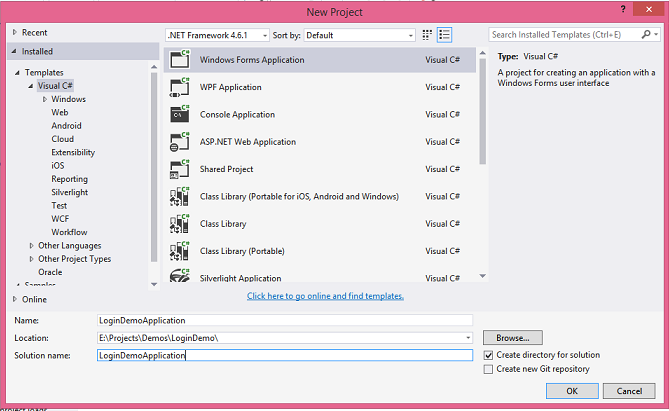 New Project
?
Recent
Installed
Templates
Visual C#
Windows
Web
Android
Cloud
Extensibility
iOS
Reporting
Silverlight
Test
WCF
Workflow
Other Languages
Other Project Types
Oracle
Samples
Online
.NET Framework 4.6.1 Sort by: Default
C# Windows Forms Application Visual C#
C# WPF Application Visual C#
C# Console Application Visual C#
C# ASP.NET Web Application Visual C#
C# Shared Project Visual C#
C# Class Library (Portable for iOS, Android and Windows) Visual C#
C# Class Library Visual C#
C# Class Library (Portable) Visual C#
C# Silverlight Application Visual C#
Click here to go online and find templates.
Search Installed Templates (Ctrl+E)
Type: Visual C#
A project for creating an application with a
Windows Forms user interface
Name: LoginDemoApplication
Location: E:\Projects\Demos\LoginDemo\ Browse...
Solution name: LoginDemoApplication
Create directory for solution
Create new Git repository
OK Cancel
project loads